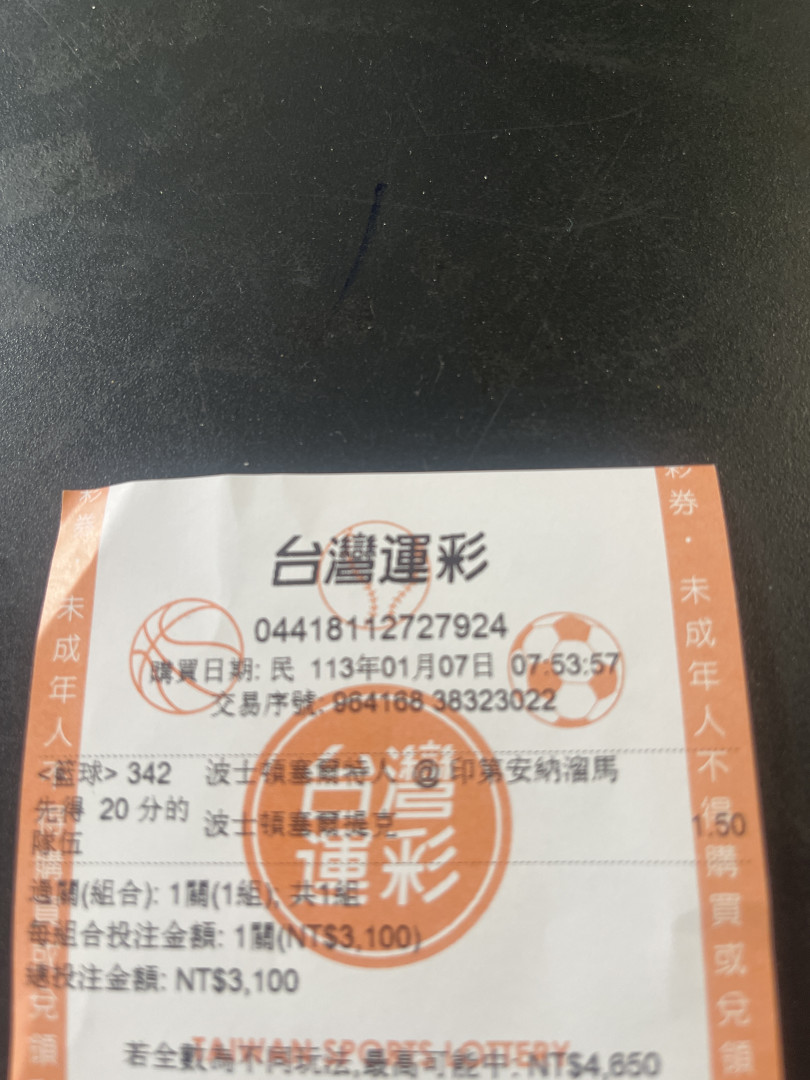 台灣運彩
04418112727924
購買日期: 民 113年01月07日 07:53:57
交易序號: 964168 38323022
<籃球> 342 波士頓塞爾特人 @ 印第安納溜馬
先得 20 分的隊伍 波士頓塞爾提克 1.50
過關(組合): 1關(1組); 共1組
每組合投注金額: 1關(NT$3,100)
總投注金額: NT$3,100
若全數為不同玩法,最高可能中: NT$4,650
台灣運彩
TAIWAN SPORTS LOTTERY
彩券・未成年人不得購買或兌領
彩券・未成年人不得購買或兌領